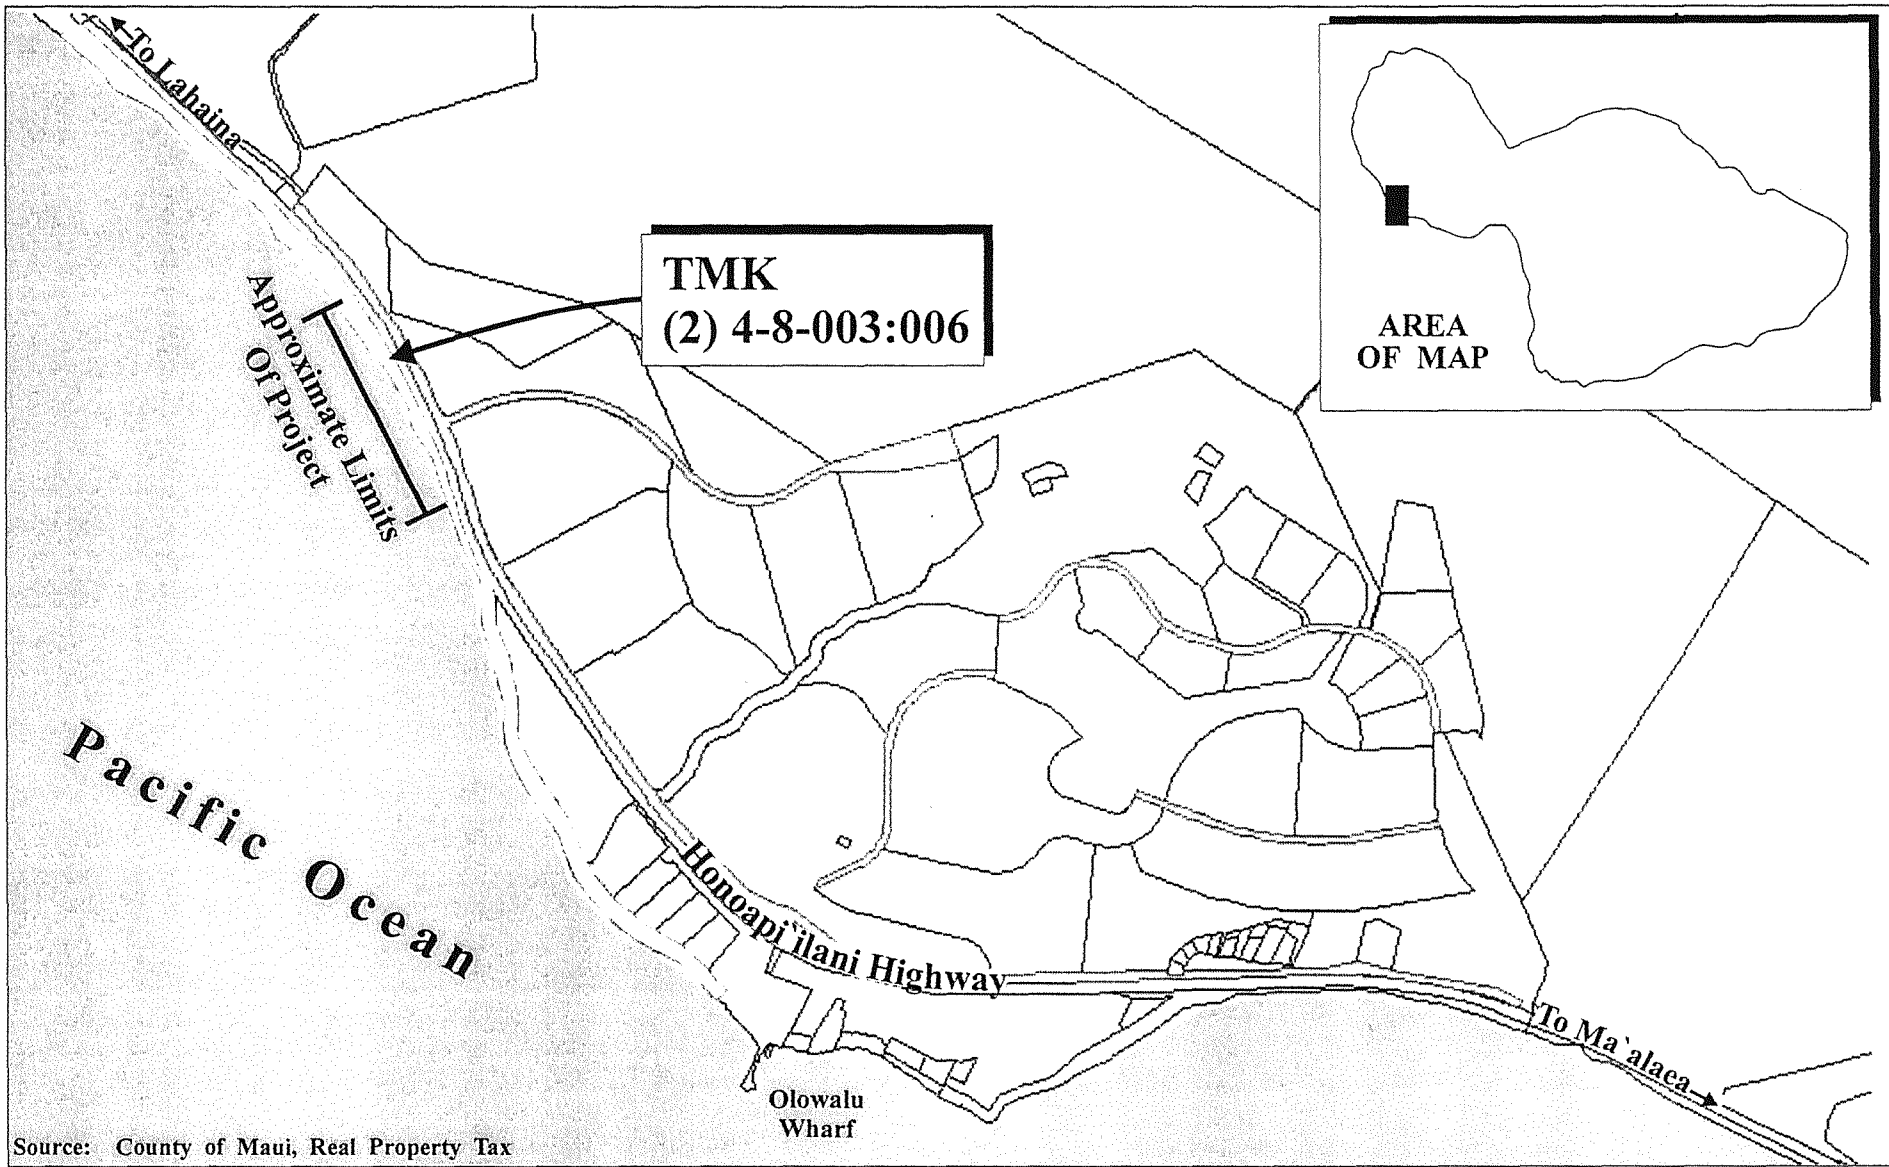 To Lahaina
TMK
(2) 4-8-003:006
AREA
OF MAP
Approximate Limits
Of Project
Pacific Ocean
Honoapi`ilani Highway
To Ma`alaea
Olowalu
Wharf
Source: County of Maui, Real Property Tax